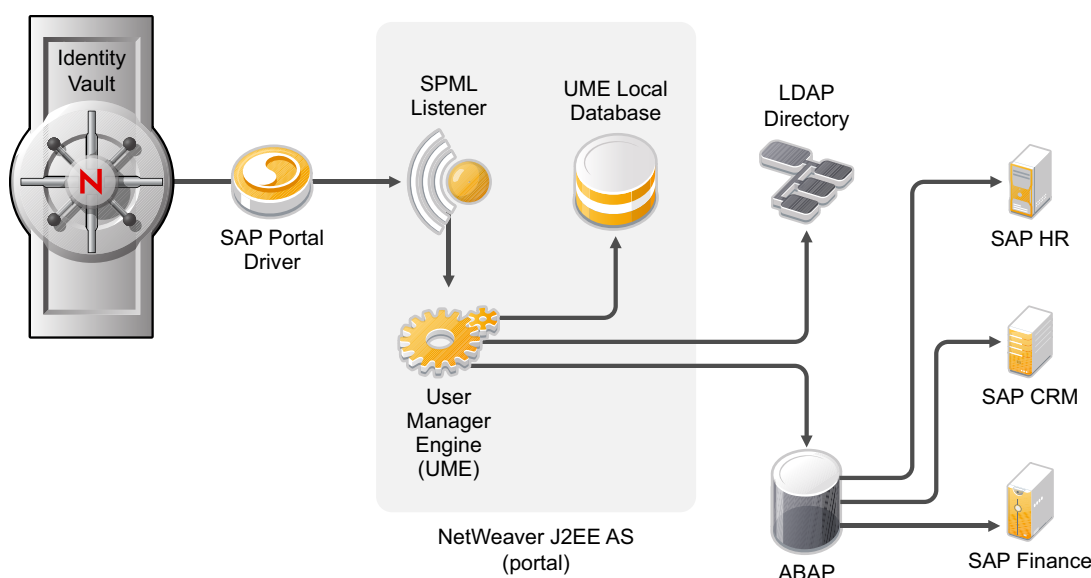 Identity
Vault
N
SAP Portal
Driver
SPML
Listener
UME Local
Database
User
Manager
Engine
(UME)
NetWeaver J2EE AS
(portal)
LDAP
Directory
ABAP
SAP HR
SAP CRM
SAP Finance